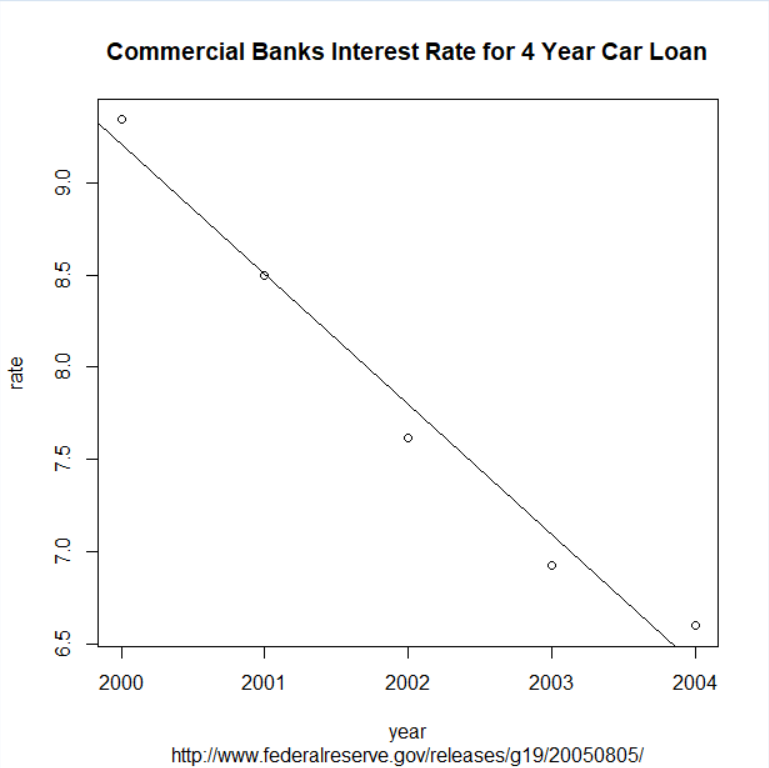 Commercial Banks Interest Rate for 4 Year Car Loan
rate
9.0
8.5
8.0
7.5
7.0
6.5
2000 2001 2002 2003 2004
year
http://www.federalreserve.gov/releases/g19/20050805/